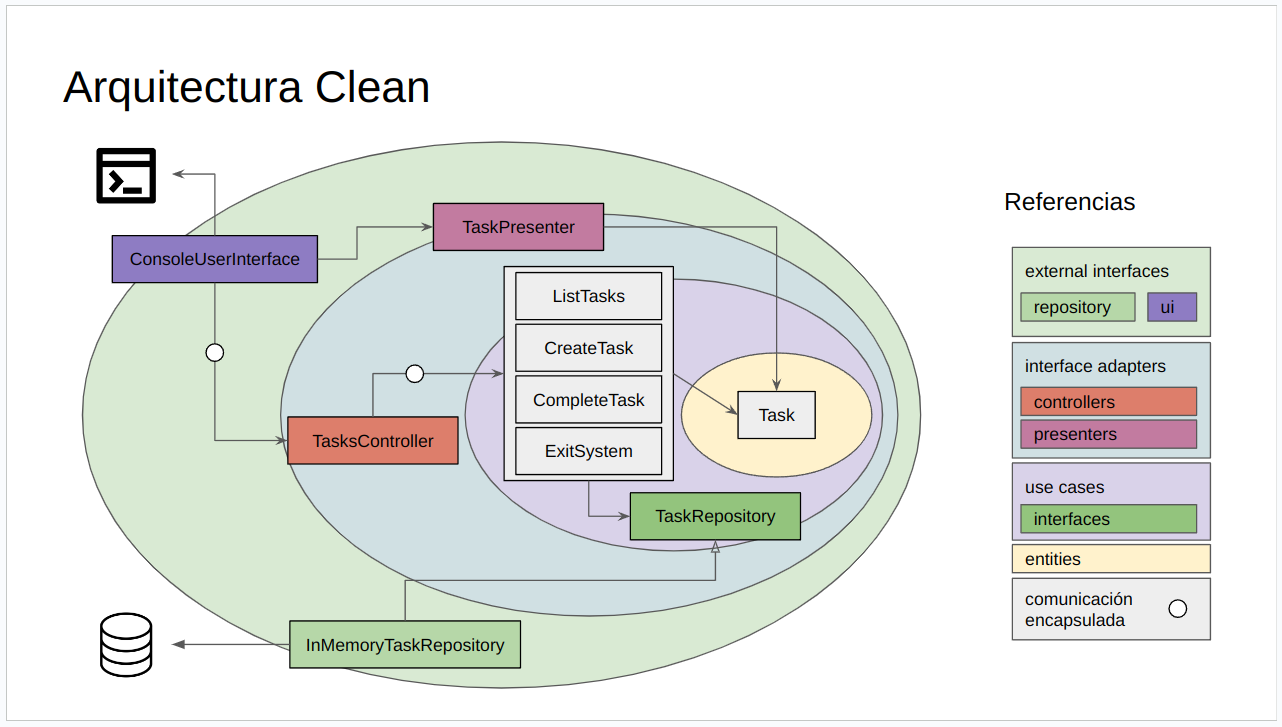 Arquitectura Clean
ConsoleUserInterface
TaskPresenter
ListTasks
CreateTask
CompleteTask
ExitSystem
Task
TasksController
TaskRepository
InMemoryTaskRepository
Referencias
external interfaces
repository
ui
interface adapters
controllers
presenters
use cases
interfaces
entities
comunicación
encapsulada